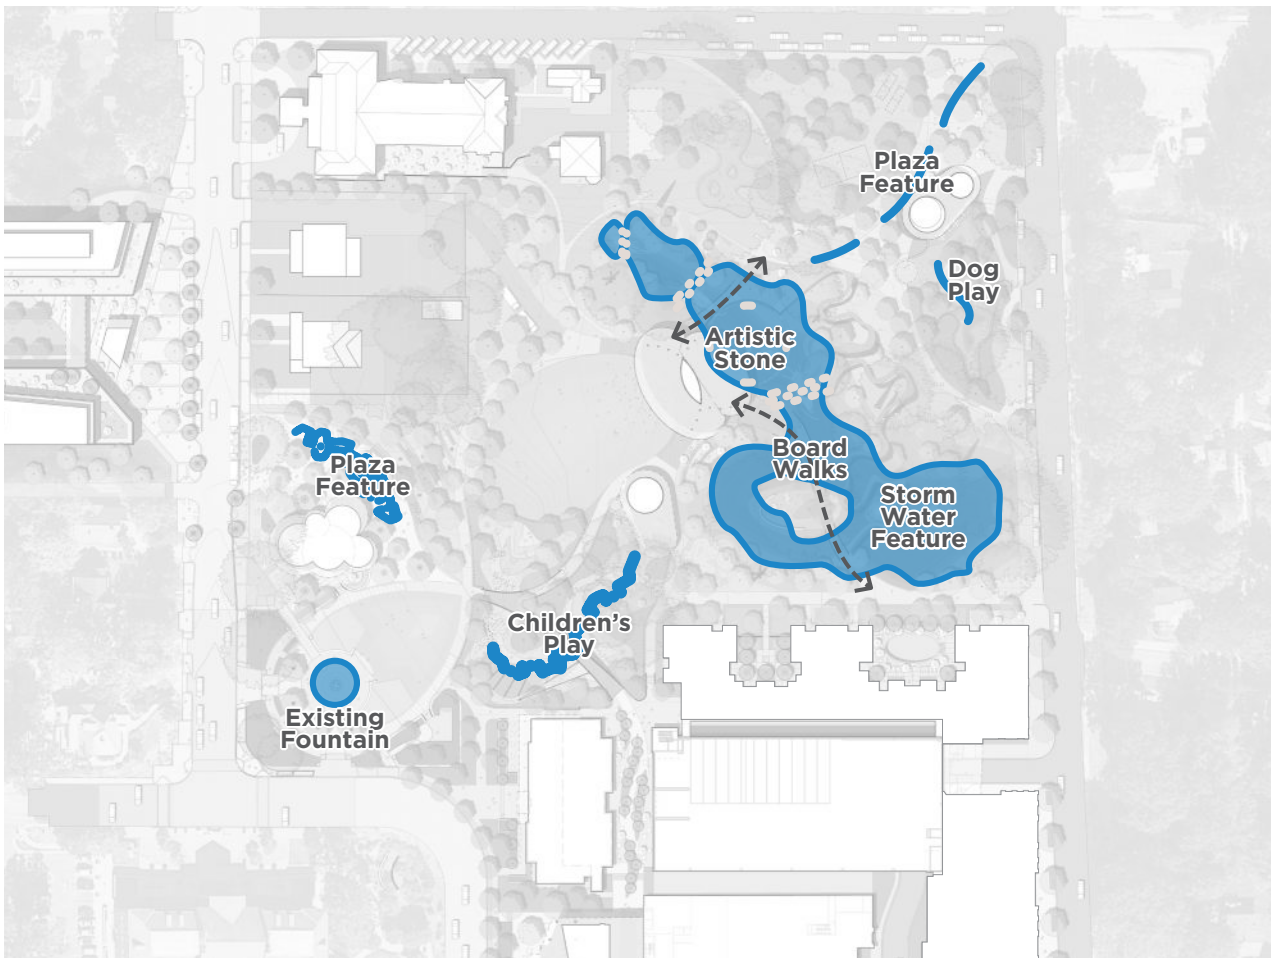 Plaza
Feature
Dog
Play
Artistic
Stone
Board
Walks
Plaza
Feature
Storm
Water
Feature
Children's
Play
Existing
Fountain